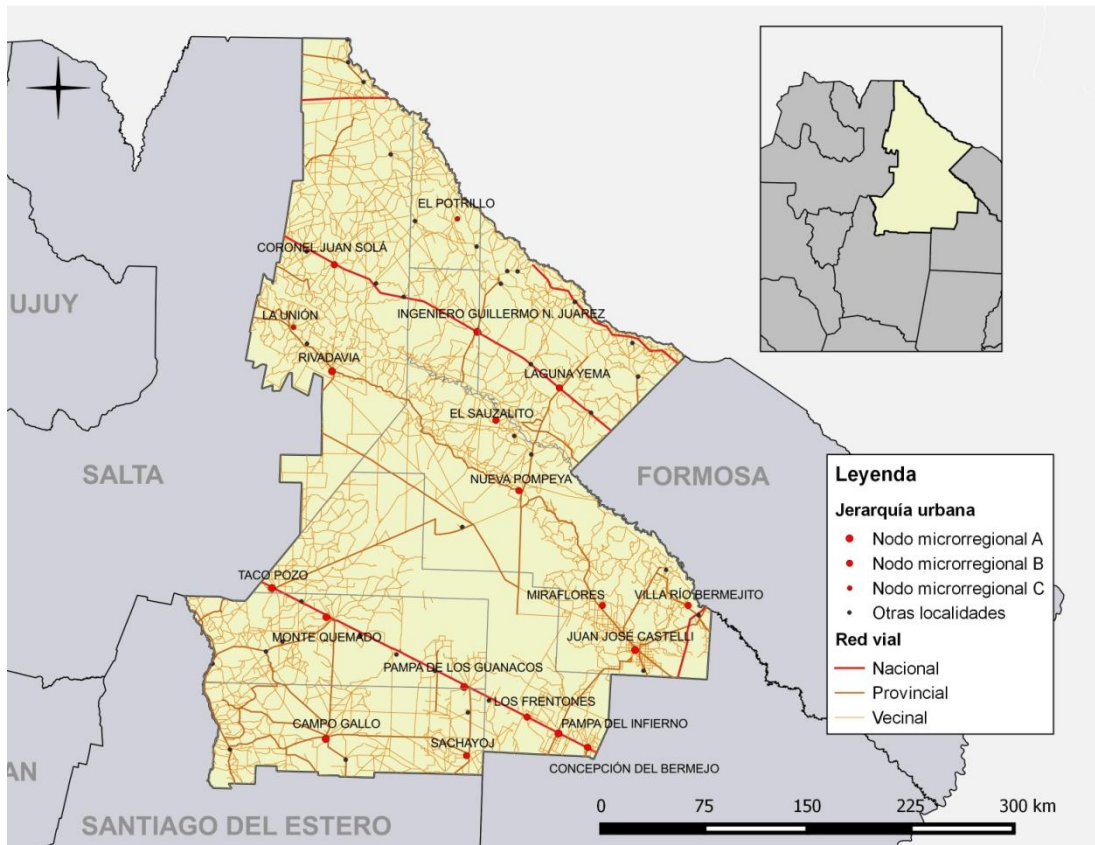 EL POTRILLO
CORONEL JUAN SOLÁ
UJUY
LA UNIÓN
INGENIERO GUILLERMO N. JUAREZ
RIVADAVIA
LAGUNA YEMA
EL SAUZALITO
SALTA
FORMOSA
NUEVA POMPEYA
TACO POZO
MIRAFLORES
VILLA RÍO BERMEJITO
MONTE QUEMADO
JUAN JOSÉ CASTELLI
PAMPA DE LOS GUANACOS
LOS FRENTONES
CAMPO GALLO
PAMPA DEL INFIERNO
SACHAYOJ
CONCEPCIÓN DEL BERMEJO
AN
SANTIAGO DEL ESTERO
Leyenda
Jerarquía urbana
Nodo microrregional A
Nodo microrregional B
Nodo microrregional C
Otras localidades
Red vial
Nacional
Provincial
Vecinal
0 75 150 225 300 km